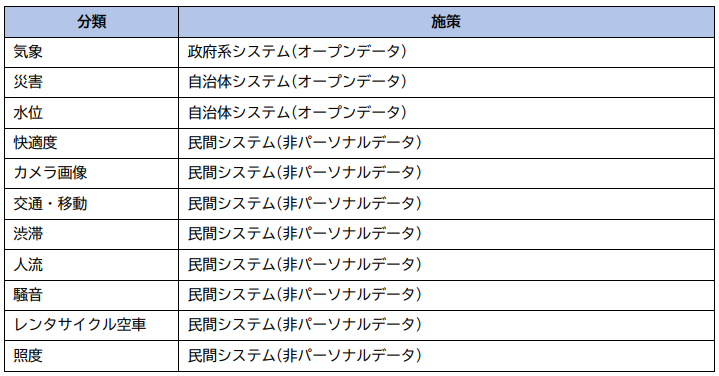 分類 施策
気象 政府系システム(オープンデータ)
災害 自治体システム(オープンデータ)
水位 自治体システム(オープンデータ)
快適度 民間システム(非パーソナルデータ)
カメラ画像 民間システム(非パーソナルデータ)
交通・移動 民間システム(非パーソナルデータ)
渋滞 民間システム(非パーソナルデータ)
人流 民間システム(非パーソナルデータ)
騒音 民間システム(非パーソナルデータ)
レンタサイクル空車 民間システム(非パーソナルデータ)
照度 民間システム(非パーソナルデータ)